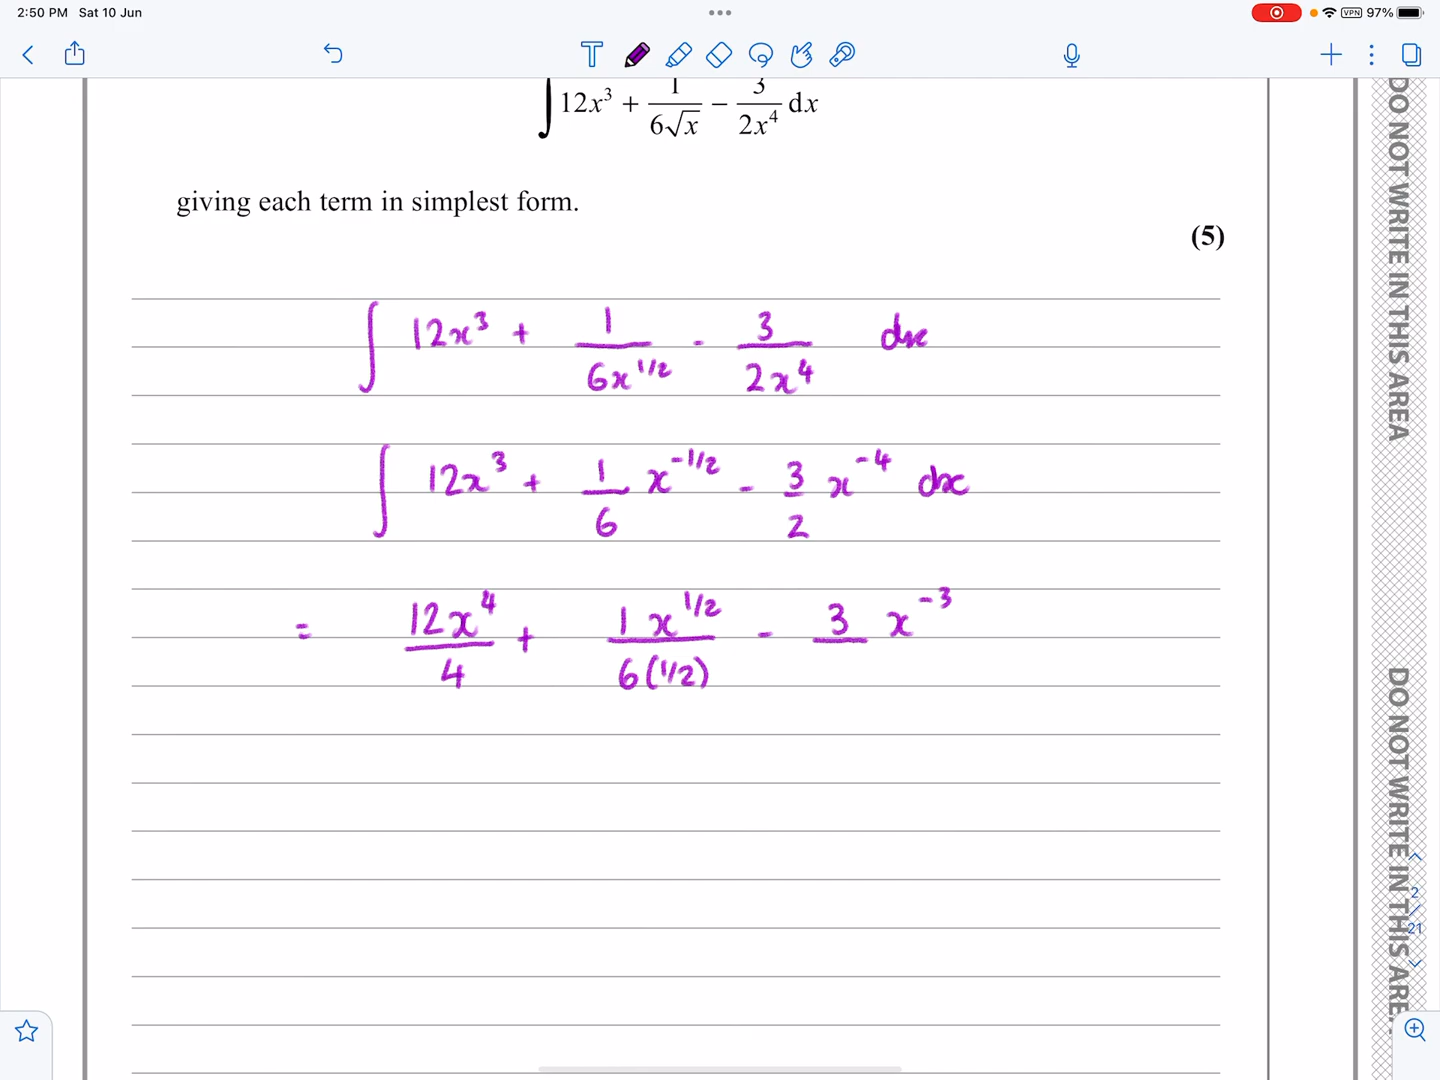 2:50 PM Sat 10 Jun
VPN 97%
T
∫ 12x³ + 1/(6√x) − 3/(2x⁴) dx
giving each term in simplest form.
(5)
∫ 12x³ + 1/(6x^1/2) - 3/(2x⁴) dx
∫ 12x³ + 1/6 x^-1/2 - 3/2 x^-4 dx
= 12x⁴/4 + 1x^1/2/6(1/2) - 3 x^-3
DO NOT WRITE IN THIS AREA
DO NOT WRITE IN THIS ARE
2/21